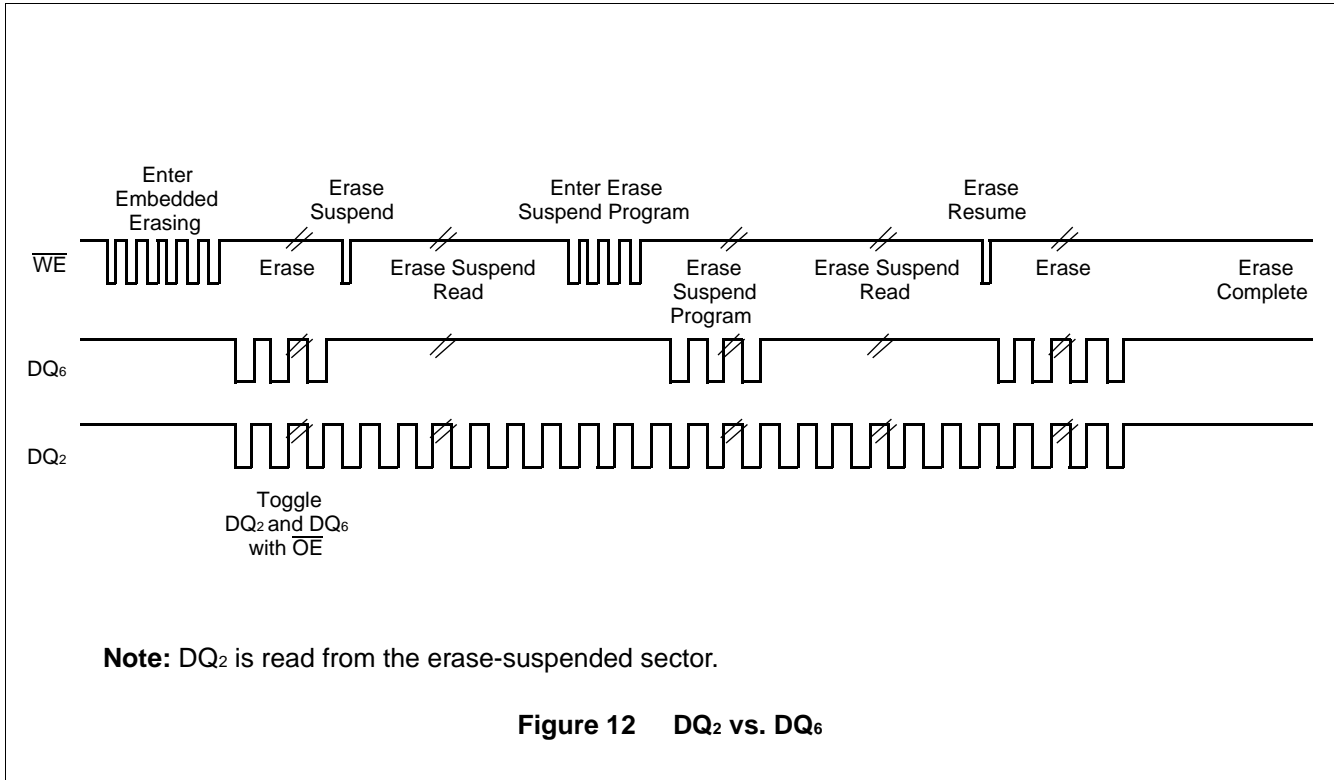 Enter
Embedded
Erasing
Erase
Suspend
Enter Erase
Suspend Program
Erase
Resume
WE
Erase
Erase Suspend
Read
Erase
Suspend
Program
Erase Suspend
Read
Erase
Erase
Complete
DQ6
DQ2
Toggle
DQ2 and DQ6
with OE
Note: DQ2 is read from the erase-suspended sector.
Figure 12 DQ2 vs. DQ6